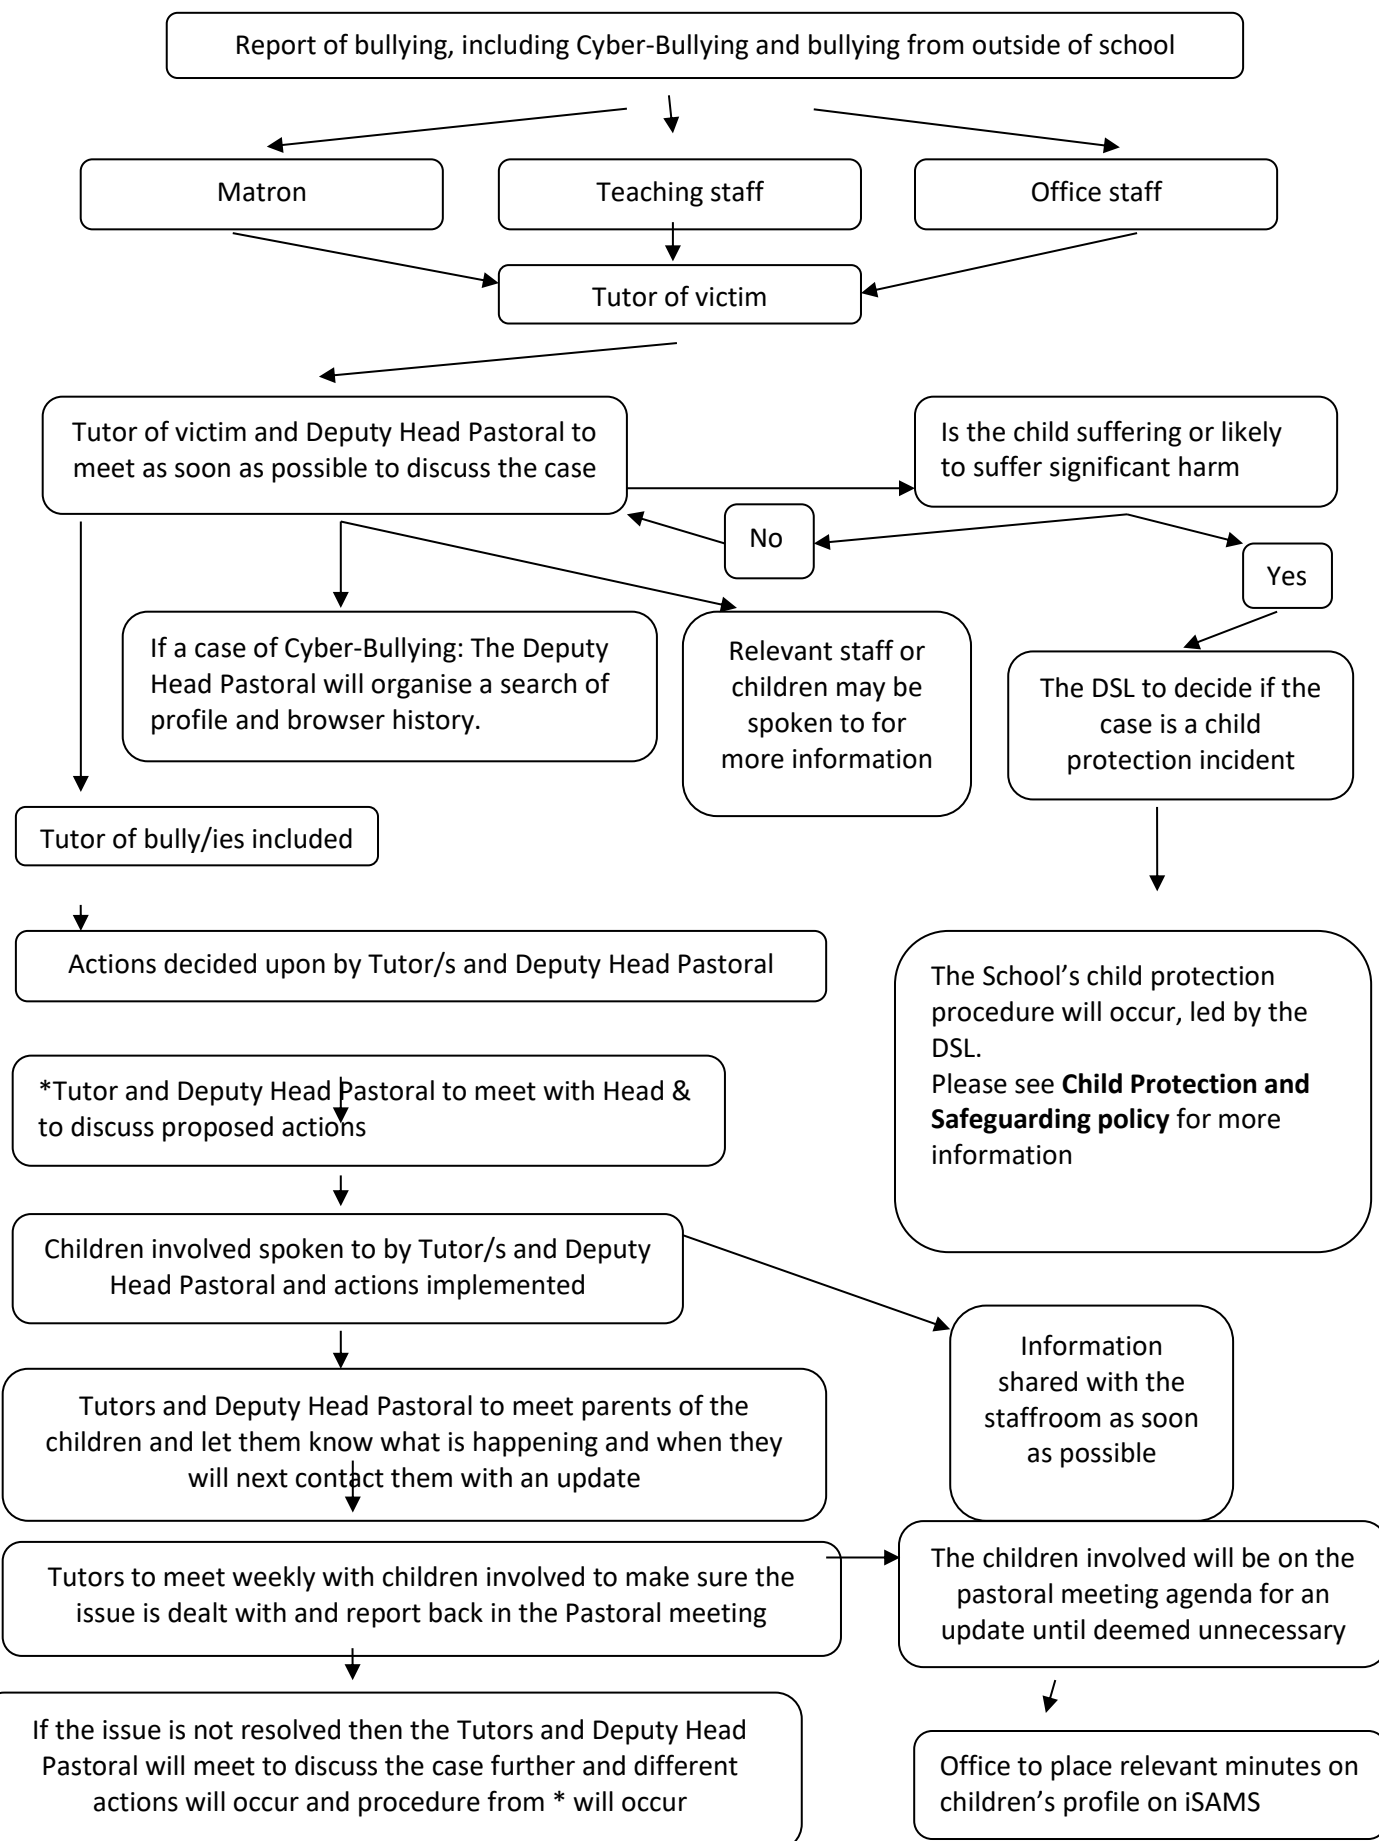 Report of bullying, including Cyber-Bullying and bullying from outside of school
Matron
Teaching staff
Office staff
Tutor of victim
Tutor of victim and Deputy Head Pastoral to
meet as soon as possible to discuss the case
Is the child suffering or likely
to suffer significant harm
No
Yes
If a case of Cyber-Bullying: The Deputy
Head Pastoral will organise a search of
profile and browser history.
Relevant staff or
children may be
spoken to for
more information
The DSL to decide if the
case is a child
protection incident
Tutor of bully/ies included
Actions decided upon by Tutor/s and Deputy Head Pastoral
The School’s child protection
procedure will occur, led by the
DSL.
Please see Child Protection and
Safeguarding policy for more
information
*Tutor and Deputy Head Pastoral to meet with Head &
to discuss proposed actions
Children involved spoken to by Tutor/s and Deputy
Head Pastoral and actions implemented
Information
shared with the
staffroom as soon
as possible
Tutors and Deputy Head Pastoral to meet parents of the
children and let them know what is happening and when they
will next contact them with an update
Tutors to meet weekly with children involved to make sure the
issue is dealt with and report back in the Pastoral meeting
The children involved will be on the
pastoral meeting agenda for an
update until deemed unnecessary
If the issue is not resolved then the Tutors and Deputy Head
Pastoral will meet to discuss the case further and different
actions will occur and procedure from * will occur
Office to place relevant minutes on
children’s profile on iSAMS